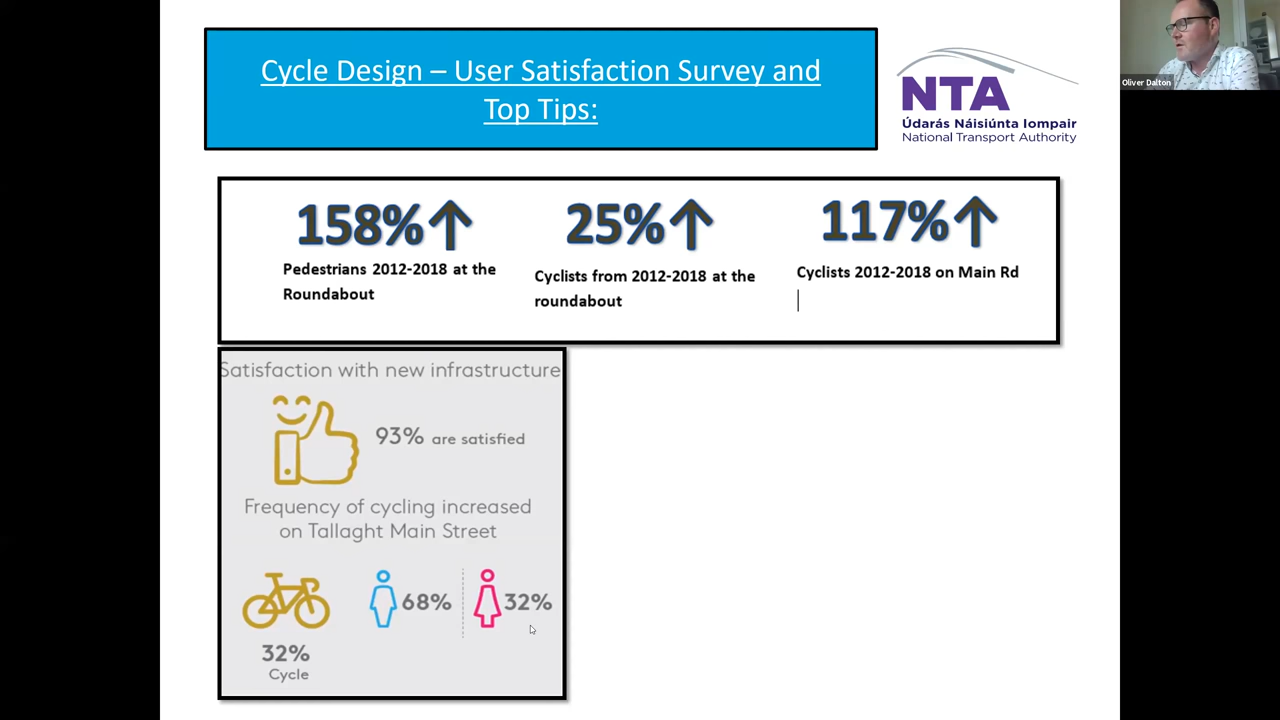 Cycle Design – User Satisfaction Survey and
Top Tips:
NTA
Údarás Náisiúnta Iompair
National Transport Authority
Oliver Dalton
158%↑
Pedestrians 2012-2018 at the
Roundabout
25%↑
Cyclists from 2012-2018 at the
roundabout
117%↑
Cyclists 2012-2018 on Main Rd
Satisfaction with new infrastructure
93% are satisfied
Frequency of cycling increased
on Tallaght Main Street
68%
32%
32%
Cycle